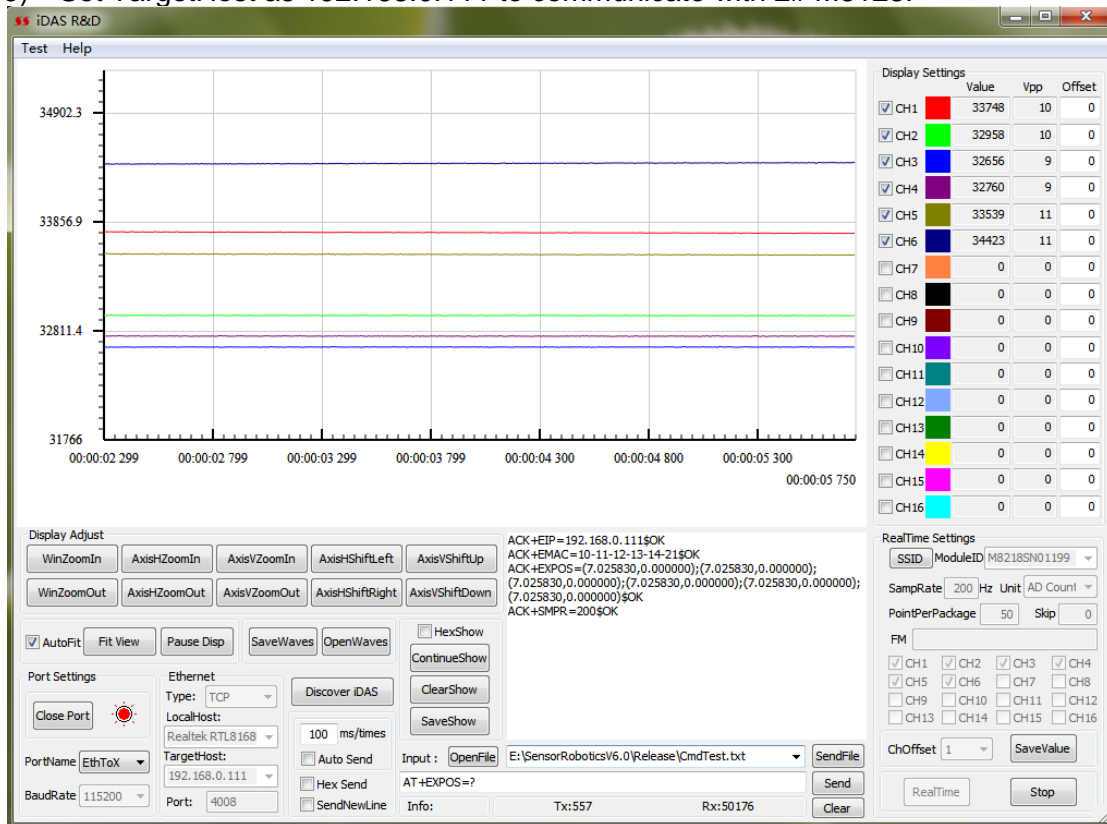 Set TargetHost as 192.168.0.111 to communicate with
iDAS R&D
Test Help
34902.3
33856.9
32811.4
31766
00:00:02 299 00:00:02 799 00:00:03 299 00:00:03 799 00:00:04 300 00:00:04 800 00:00:05 300
00:00:05 750
Display Settings
Value Vpp Offset
CH1 33748 10 0
CH2 32958 10 0
CH3 32656 9 0
CH4 32760 9 0
CH5 33539 11 0
CH6 34423 11 0
CH7 0 0 0
CH8 0 0 0
CH9 0 0 0
CH10 0 0 0
CH11 0 0 0
CH12 0 0 0
CH13 0 0 0
CH14 0 0 0
CH15 0 0 0
CH16 0 0 0
Display Adjust
WinZoomIn AxisHZoomIn AxisVZoomIn AxisHShiftLeft AxisVShiftUp
WinZoomOut AxisHZoomOut AxisVZoomOut AxisHShiftRight AxisVShiftDown
AutoFit Fit View Pause Disp SaveWaves OpenWaves
HexShow
ContinueShow
ClearShow
SaveShow
ACK+EIP=192.168.0.111$OK
ACK+EMAC=10-11-12-13-14-21$OK
ACK+EXPOS=(7.025830,0.000000);(7.025830,0.000000);
(7.025830,0.000000);(7.025830,0.000000);(7.025830,0.000000);
(7.025830,0.000000)$OK
ACK+SMPR=200$OK
Port Settings
Close Port
PortName EthToX
BaudRate 115200
Ethernet
Type: TCP
LocalHost:
Realtek RTL8168
TargetHost:
192.168.0.111
Port: 4008
Discover iDAS
100 ms/times
Auto Send
Hex Send
SendNewLine
Input : OpenFile E:\SensorRoboticsV6.0\Release\CmdTest.txt SendFile
AT+EXPOS=? Send
Info: Tx:557 Rx:50176 Clear
RealTime Settings
SSID ModuleID M8218SN01199
SampRate 200 Hz Unit AD Count
PointPerPackage 50 Skip 0
FM
CH1 CH2 CH3 CH4
CH5 CH6 CH7 CH8
CH9 CH10 CH11 CH12
CH13 CH14 CH15 CH16
ChOffset 1 SaveValue
RealTime Stop